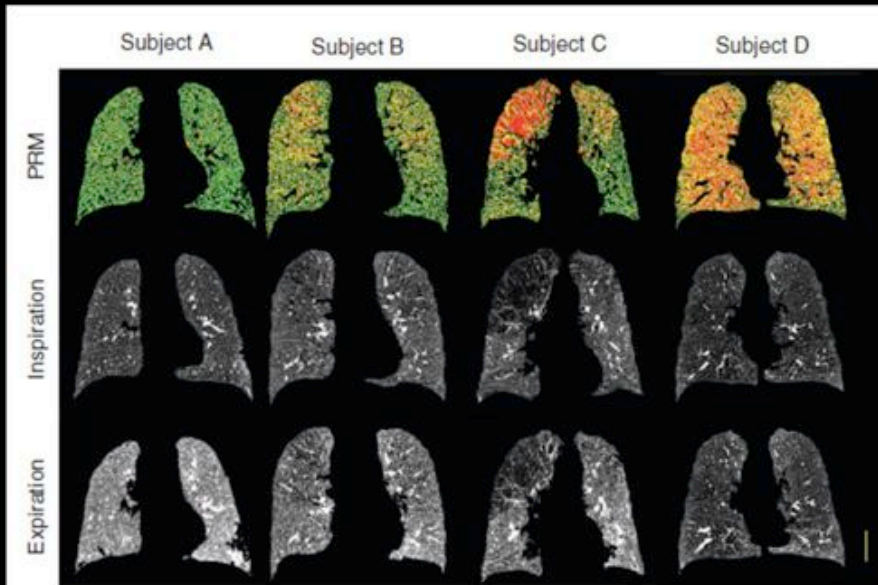 Subject A
Subject B
Subject C
Subject D
PRM
Inspiration
Expiration